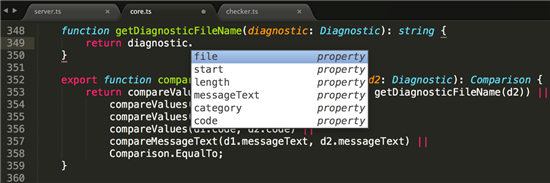 server.ts core.ts checker.ts
348 function getDiagnosticFileName(diagnostic: Diagnostic): string {
349 return diagnostic.
350 }
file property
351
start property
352 export function compa d2: Diagnostic): Comparison {
length property
353 return compareValu getDiagnosticFileName(d2)) ||
messageText property
354 compareValues(
category property
355 compareValues(
code property
356 compareValues(d1.code, d2.code) ||
357 compareMessageText(d1.messageText, d2.messageText) ||
358 Comparison.EqualTo;
359 }
360